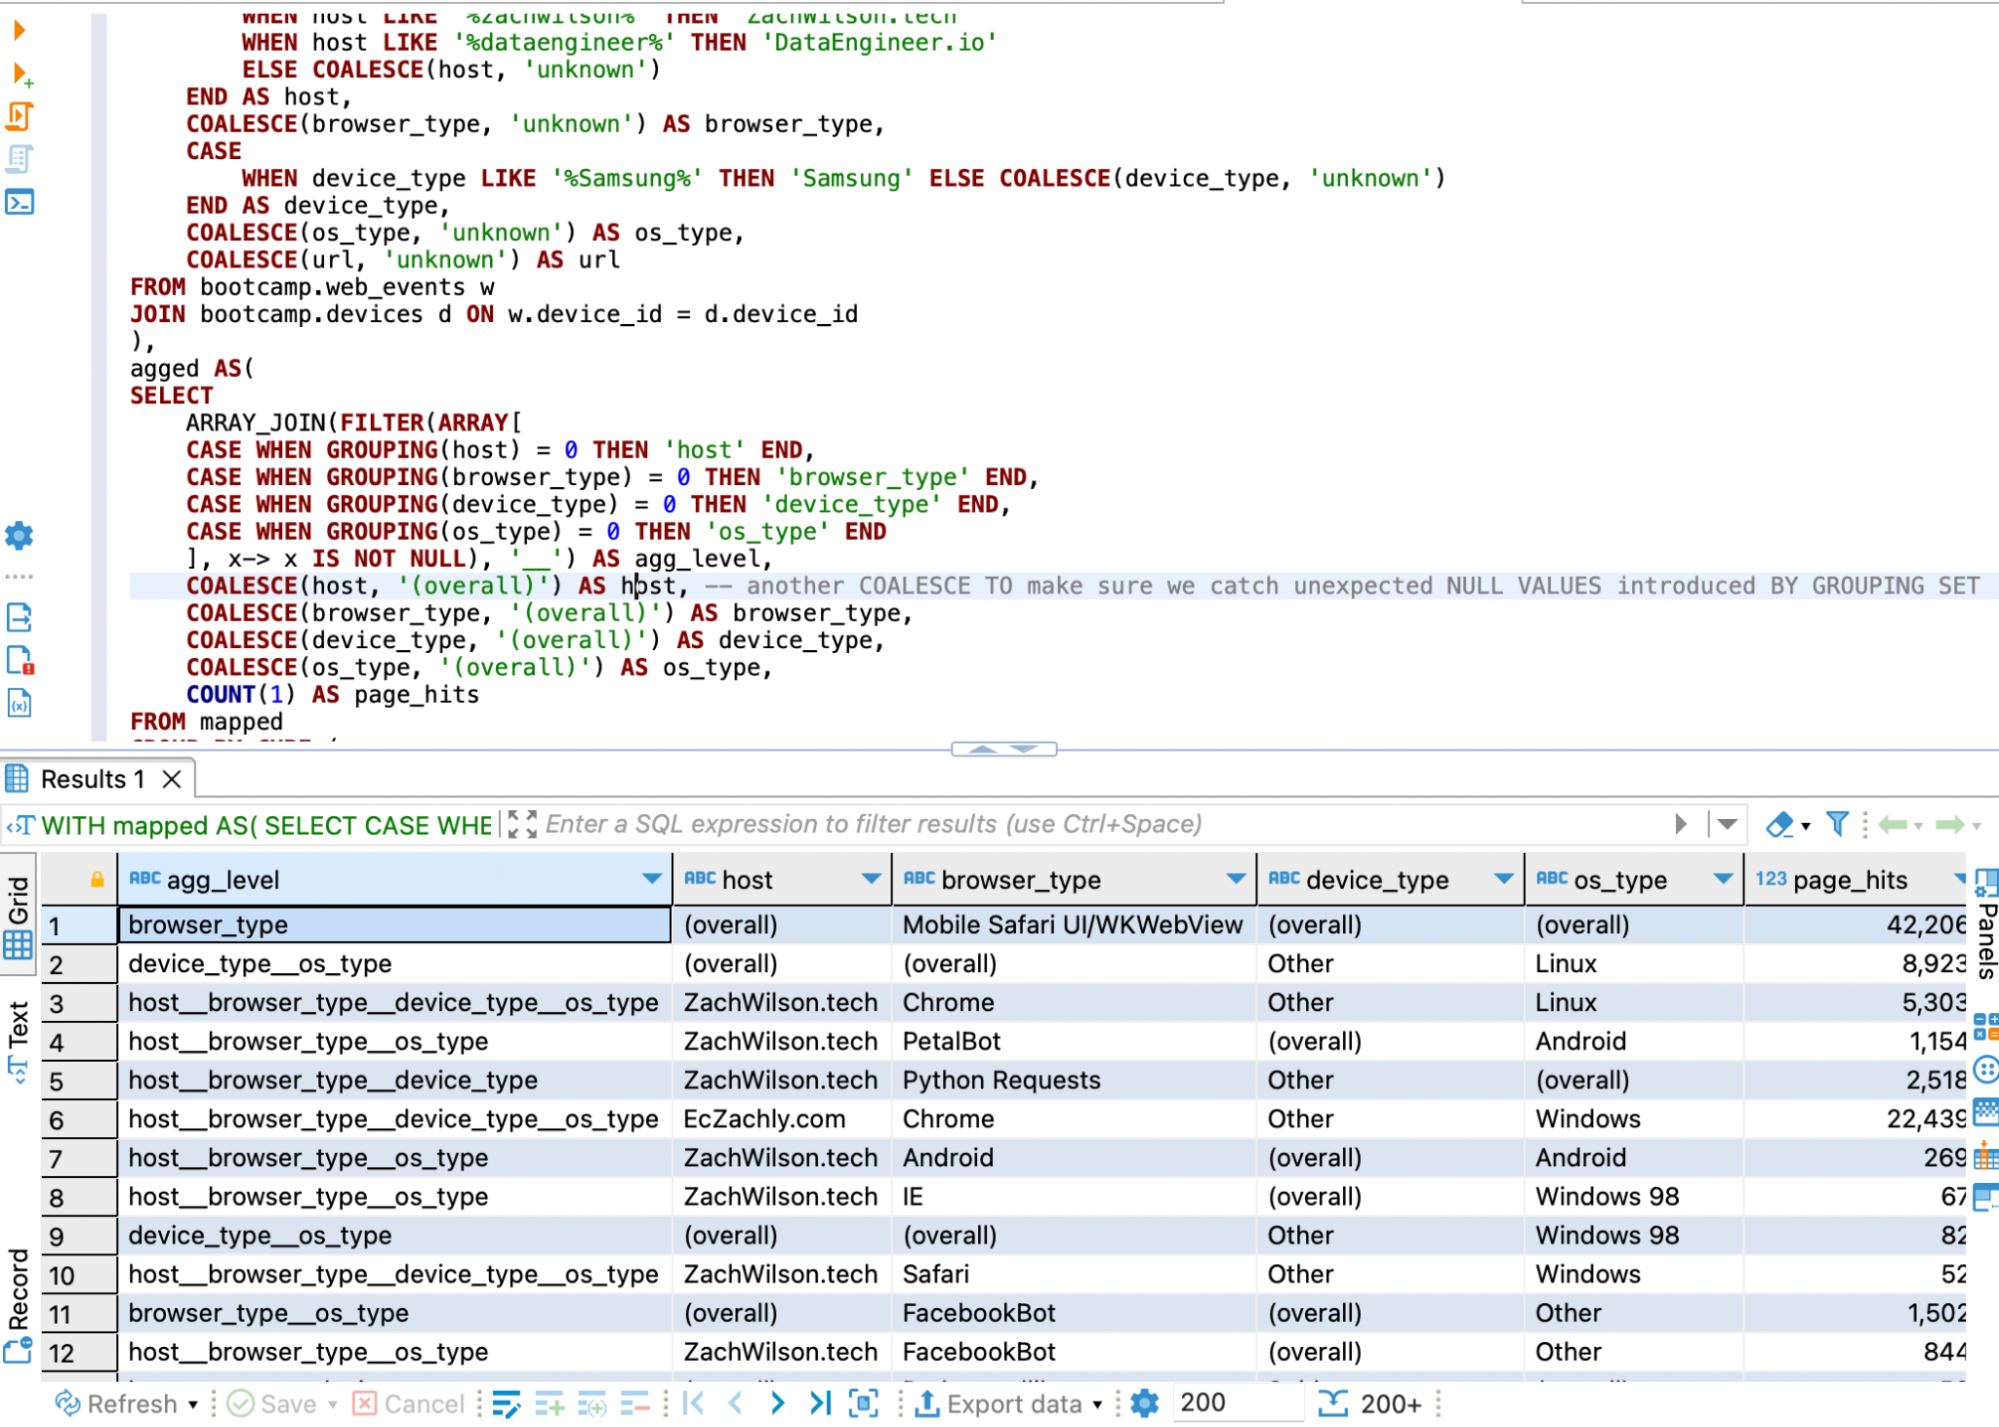 WHEN host LIKE '%zachwilson%' THEN 'ZachWilson.tech'
WHEN host LIKE '%dataengineer%' THEN 'DataEngineer.io'
ELSE COALESCE(host, 'unknown')
END AS host,
COALESCE(browser_type, 'unknown') AS browser_type,
CASE
WHEN device_type LIKE '%Samsung%' THEN 'Samsung' ELSE COALESCE(device_type, 'unknown')
END AS device_type,
COALESCE(os_type, 'unknown') AS os_type,
COALESCE(url, 'unknown') AS url
FROM bootcamp.web_events w
JOIN bootcamp.devices d ON w.device_id = d.device_id
),
agged AS(
SELECT
ARRAY_JOIN(FILTER(ARRAY[
CASE WHEN GROUPING(host) = 0 THEN 'host' END,
CASE WHEN GROUPING(browser_type) = 0 THEN 'browser_type' END,
CASE WHEN GROUPING(device_type) = 0 THEN 'device_type' END,
CASE WHEN GROUPING(os_type) = 0 THEN 'os_type' END
], x-> x IS NOT NULL), '__') AS agg_level,
COALESCE(host, '(overall)') AS host, -- another COALESCE TO make sure we catch unexpected NULL VALUES introduced BY GROUPING SET
COALESCE(browser_type, '(overall)') AS browser_type,
COALESCE(device_type, '(overall)') AS device_type,
COALESCE(os_type, '(overall)') AS os_type,
COUNT(1) AS page_hits
FROM mapped
Results 1
WITH mapped AS( SELECT CASE WHE Enter a SQL expression to filter results (use Ctrl+Space)
Grid
Text
Record
Panels
ABC agg_level ABC host ABC browser_type ABC device_type ABC os_type 123 page_hits
1 browser_type (overall) Mobile Safari UI/WKWebView (overall) (overall) 42,206
2 device_type__os_type (overall) (overall) Other Linux 8,923
3 host__browser_type__device_type__os_type ZachWilson.tech Chrome Other Linux 5,303
4 host__browser_type__os_type ZachWilson.tech PetalBot (overall) Android 1,154
5 host__browser_type__device_type ZachWilson.tech Python Requests Other (overall) 2,518
6 host__browser_type__device_type__os_type EcZachly.com Chrome Other Windows 22,439
7 host__browser_type__os_type ZachWilson.tech Android (overall) Android 269
8 host__browser_type__os_type ZachWilson.tech IE (overall) Windows 98 67
9 device_type__os_type (overall) (overall) Other Windows 98 82
10 host__browser_type__device_type__os_type ZachWilson.tech Safari Other Windows 52
11 browser_type__os_type (overall) FacebookBot (overall) Other 1,502
12 host__browser_type__os_type ZachWilson.tech FacebookBot (overall) Other 844
Refresh Save Cancel Export data 200 200+